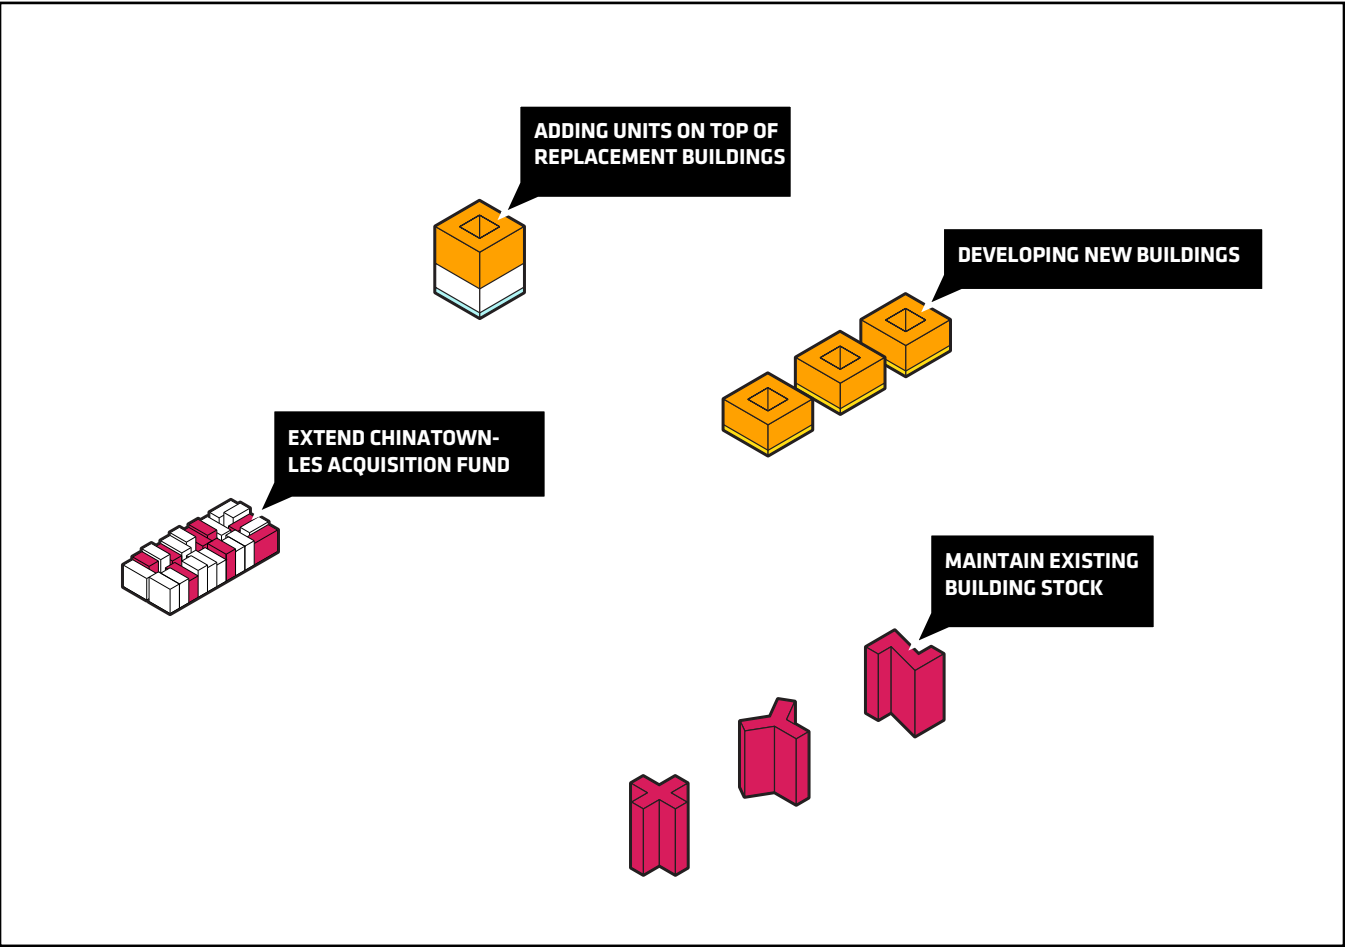 ADDING UNITS ON TOP OF
REPLACEMENT BUILDINGS
DEVELOPING NEW BUILDINGS
EXTEND CHINATOWN-
LES ACQUISITION FUND
MAINTAIN EXISTING
BUILDING STOCK